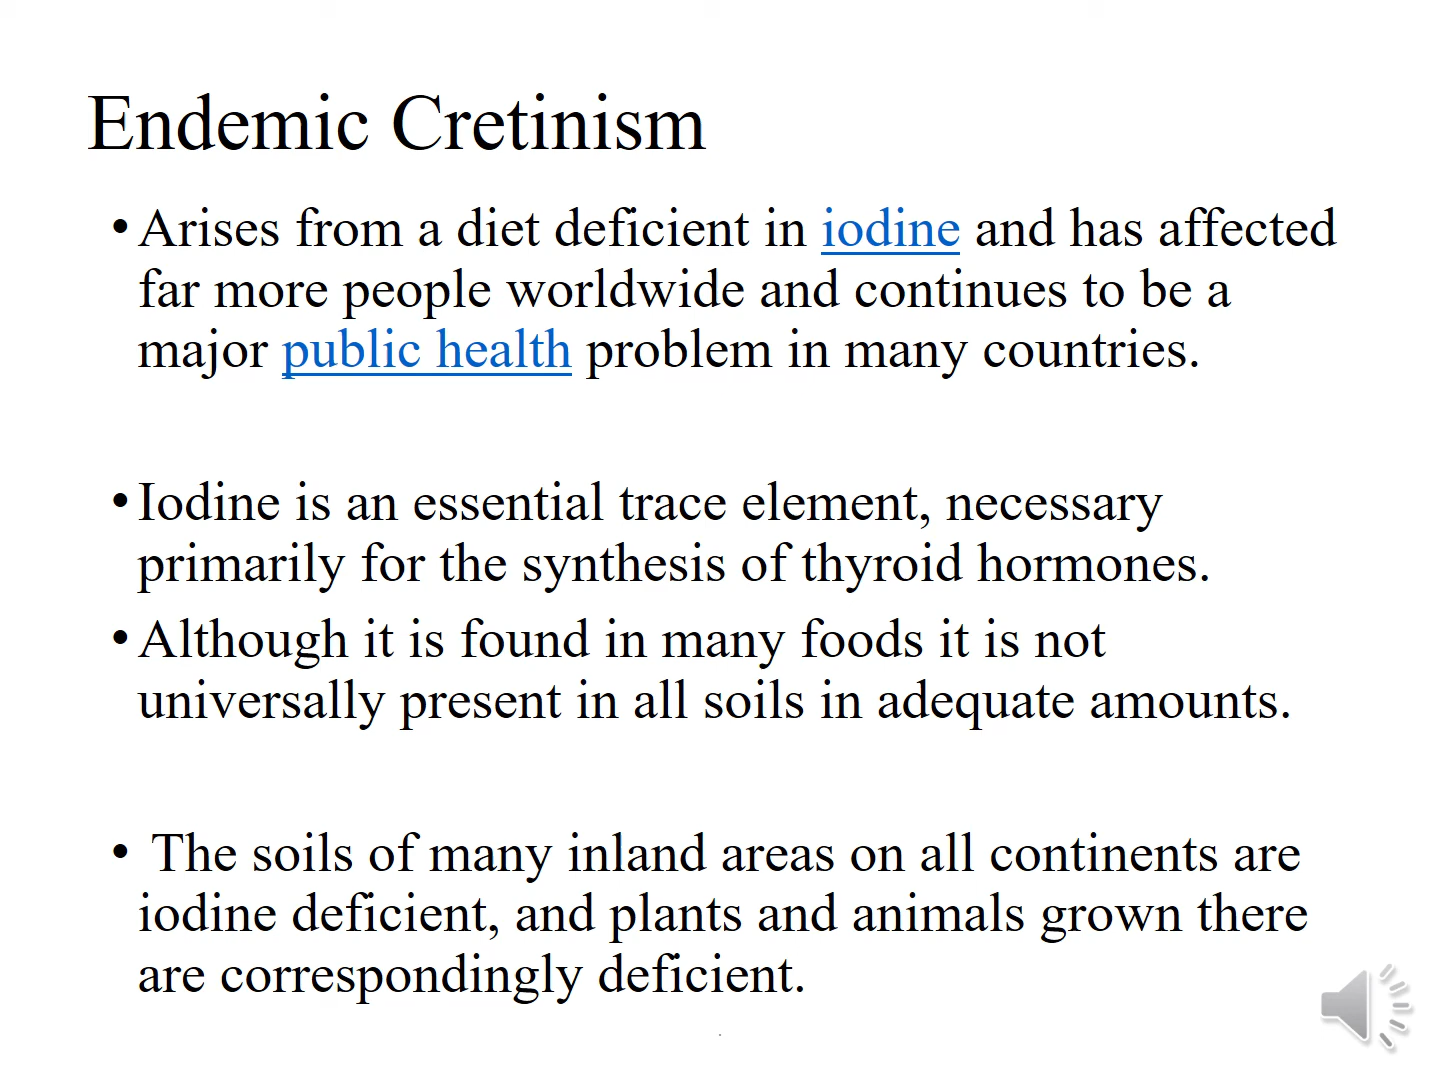 Endemic Cretinism
• Arises from a diet deficient in iodine and has affected
far more people worldwide and continues to be a
major public health problem in many countries.
• Iodine is an essential trace element, necessary
primarily for the synthesis of thyroid hormones.
• Although it is found in many foods it is not
universally present in all soils in adequate amounts.
• The soils of many inland areas on all continents are
iodine deficient, and plants and animals grown there
are correspondingly deficient.
.